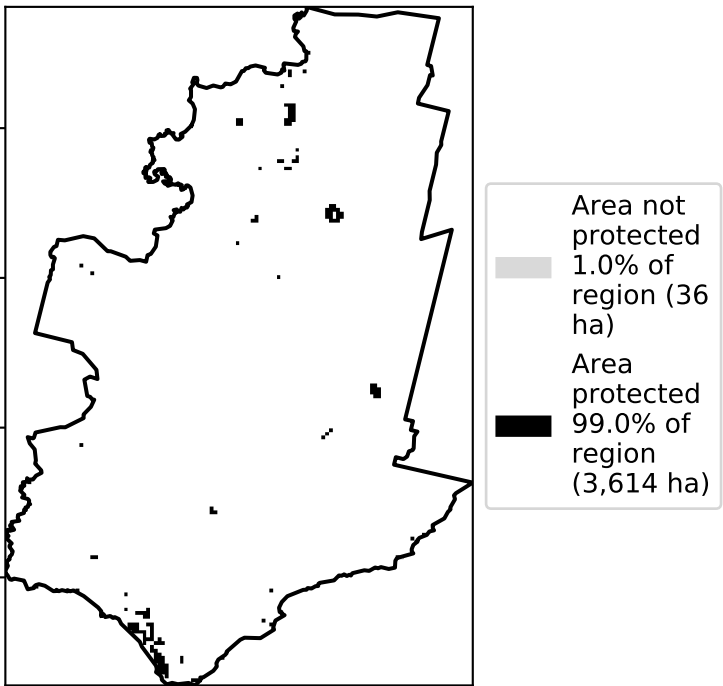 Area not
protected
1.0% of
region (36
ha)
Area
protected
99.0% of
region
(3,614 ha)